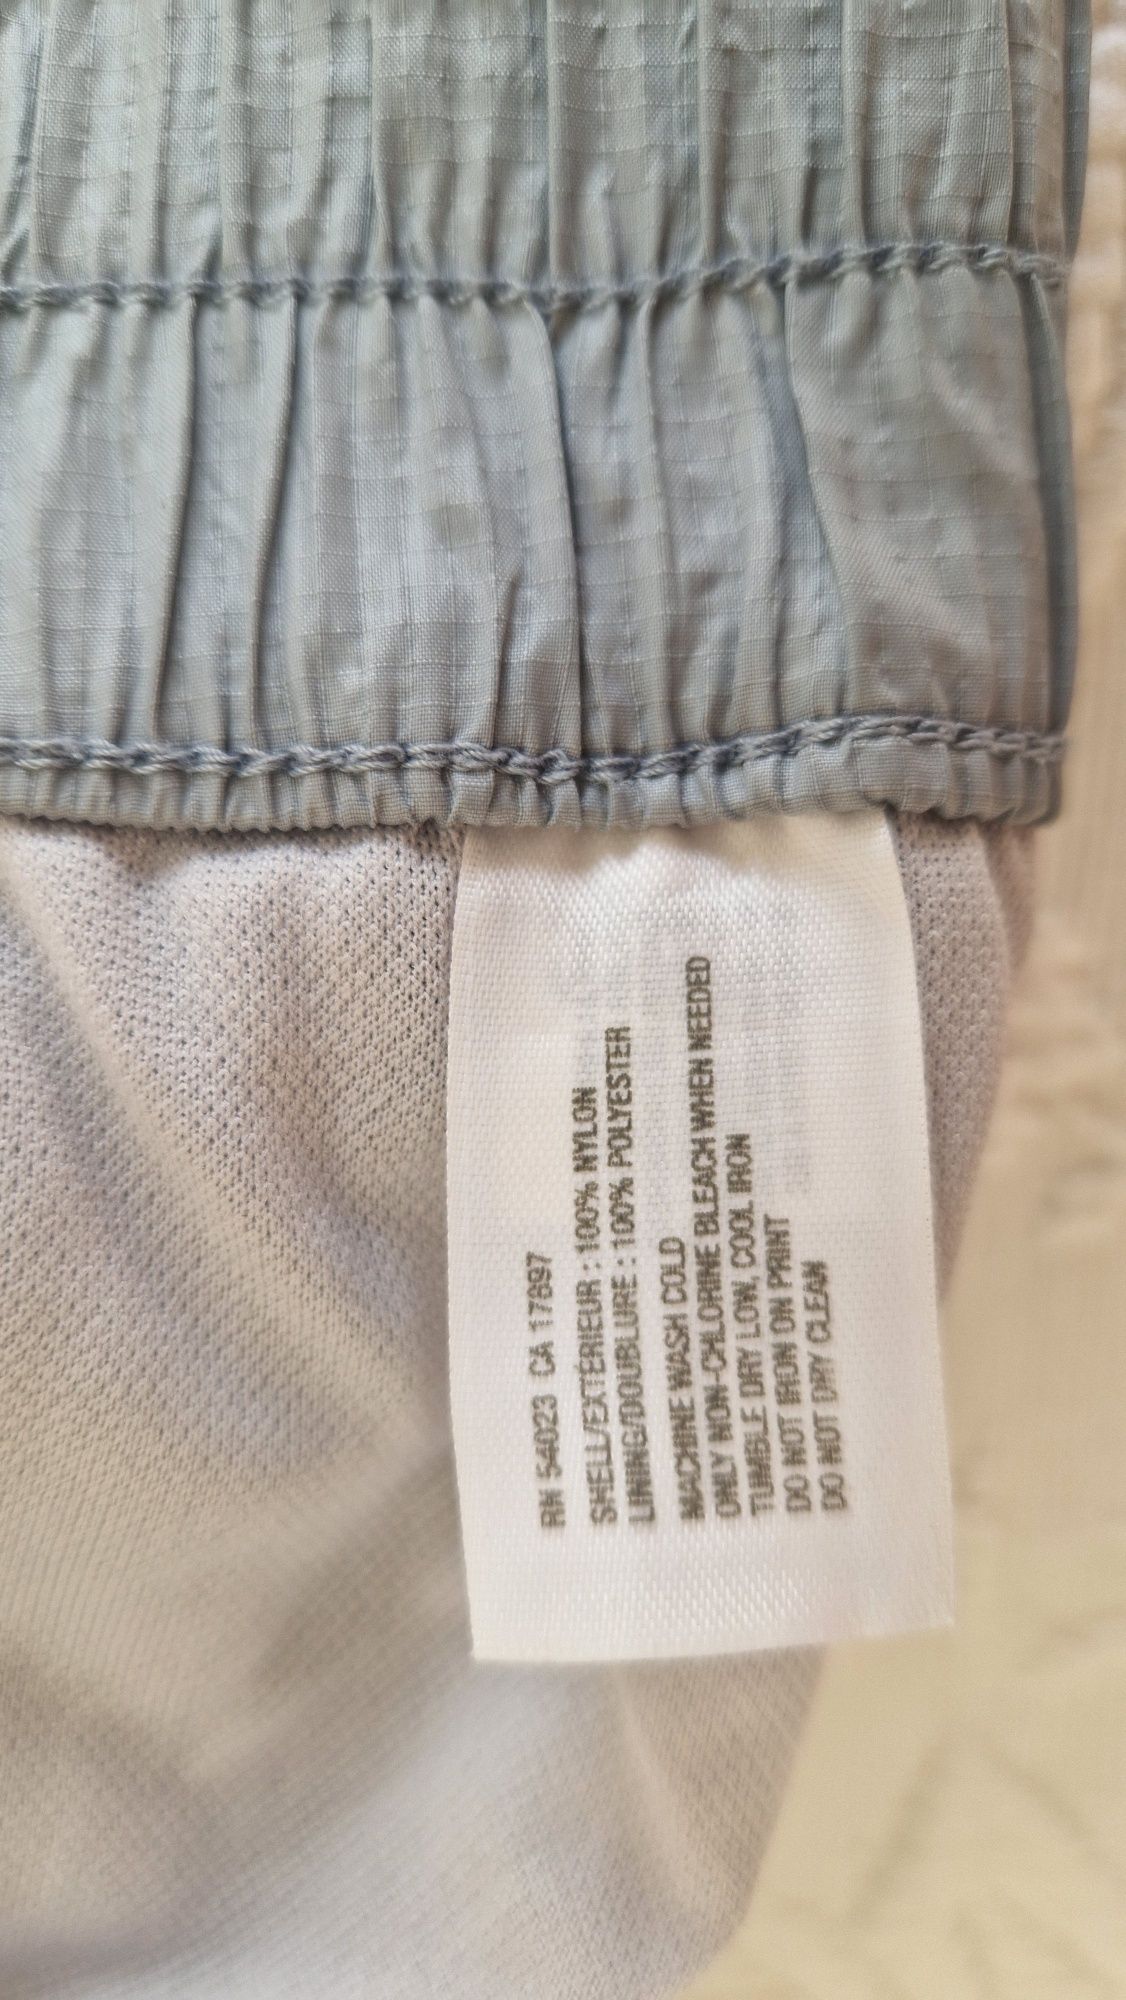 RN 54023 CA 17897
SHELL/EXTÉRIEUR : 100% NYLON
LINING/DOUBLURE : 100% POLYESTER
MACHINE WASH COLD
ONLY NON-CHLORINE BLEACH WHEN NEEDED
TUMBLE DRY LOW, COOL IRON
DO NOT IRON ON PRINT
DO NOT DRY CLEAN